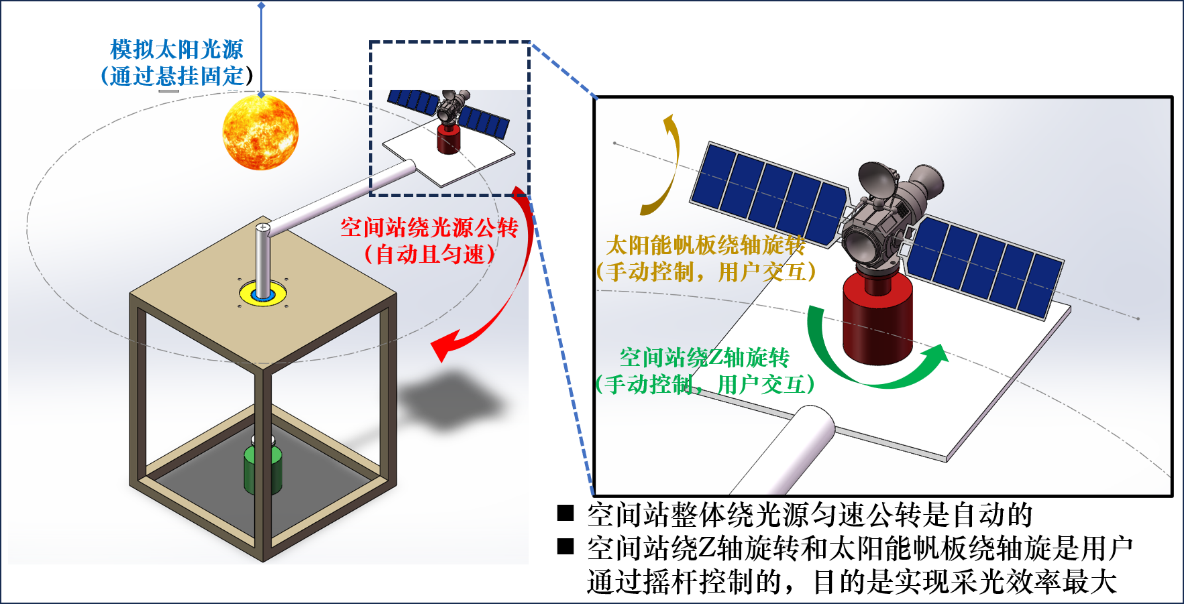 模拟太阳光源
(通过悬挂固定)
空间站绕光源公转
(自动且匀速)
太阳能帆板绕轴旋转
(手动控制，用户交互)
空间站绕Z轴旋转
(手动控制，用户交互)
■ 空间站整体绕光源匀速公转是自动的
■ 空间站绕Z轴旋转和太阳能帆板绕轴旋是用户
通过摇杆控制的，目的是实现采光效率最大